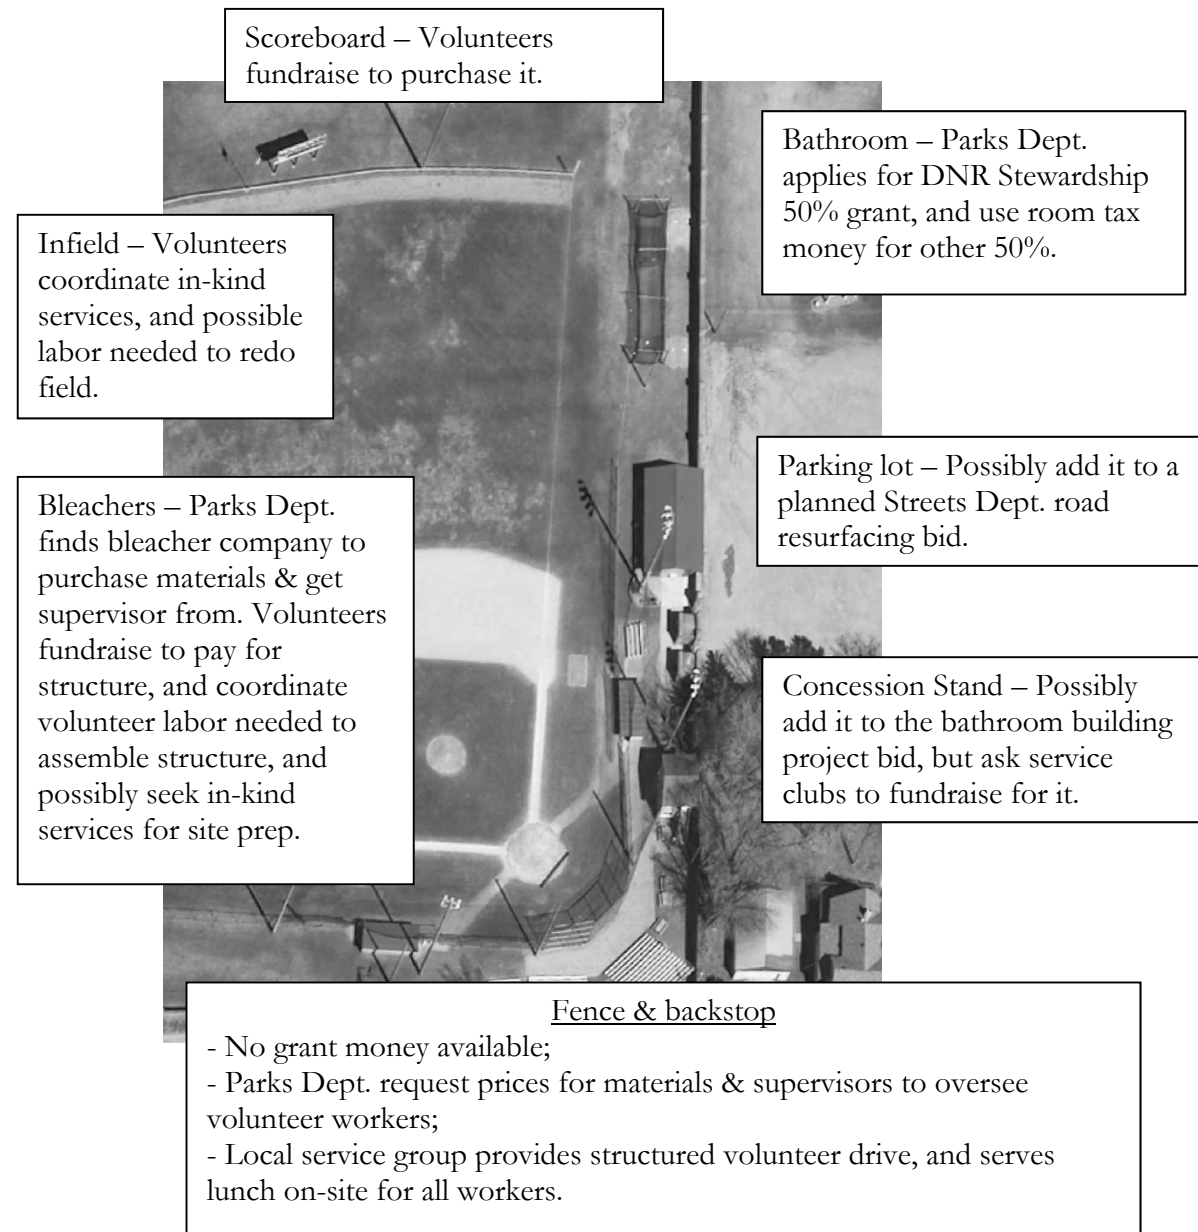 Scoreboard – Volunteers
fundraise to purchase it.
Bathroom – Parks Dept.
applies for DNR Stewardship
50% grant, and use room tax
money for other 50%.
Infield – Volunteers
coordinate in-kind
services, and possible
labor needed to redo
field.
Parking lot – Possibly add it to a
planned Streets Dept. road
resurfacing bid.
Bleachers – Parks Dept.
finds bleacher company to
purchase materials & get
supervisor from. Volunteers
fundraise to pay for
structure, and coordinate
volunteer labor needed to
assemble structure, and
possibly seek in-kind
services for site prep.
Concession Stand – Possibly
add it to the bathroom building
project bid, but ask service
clubs to fundraise for it.
Fence & backstop
- No grant money available;
- Parks Dept. request prices for materials & supervisors to oversee
volunteer workers;
- Local service group provides structured volunteer drive, and serves
lunch on-site for all workers.